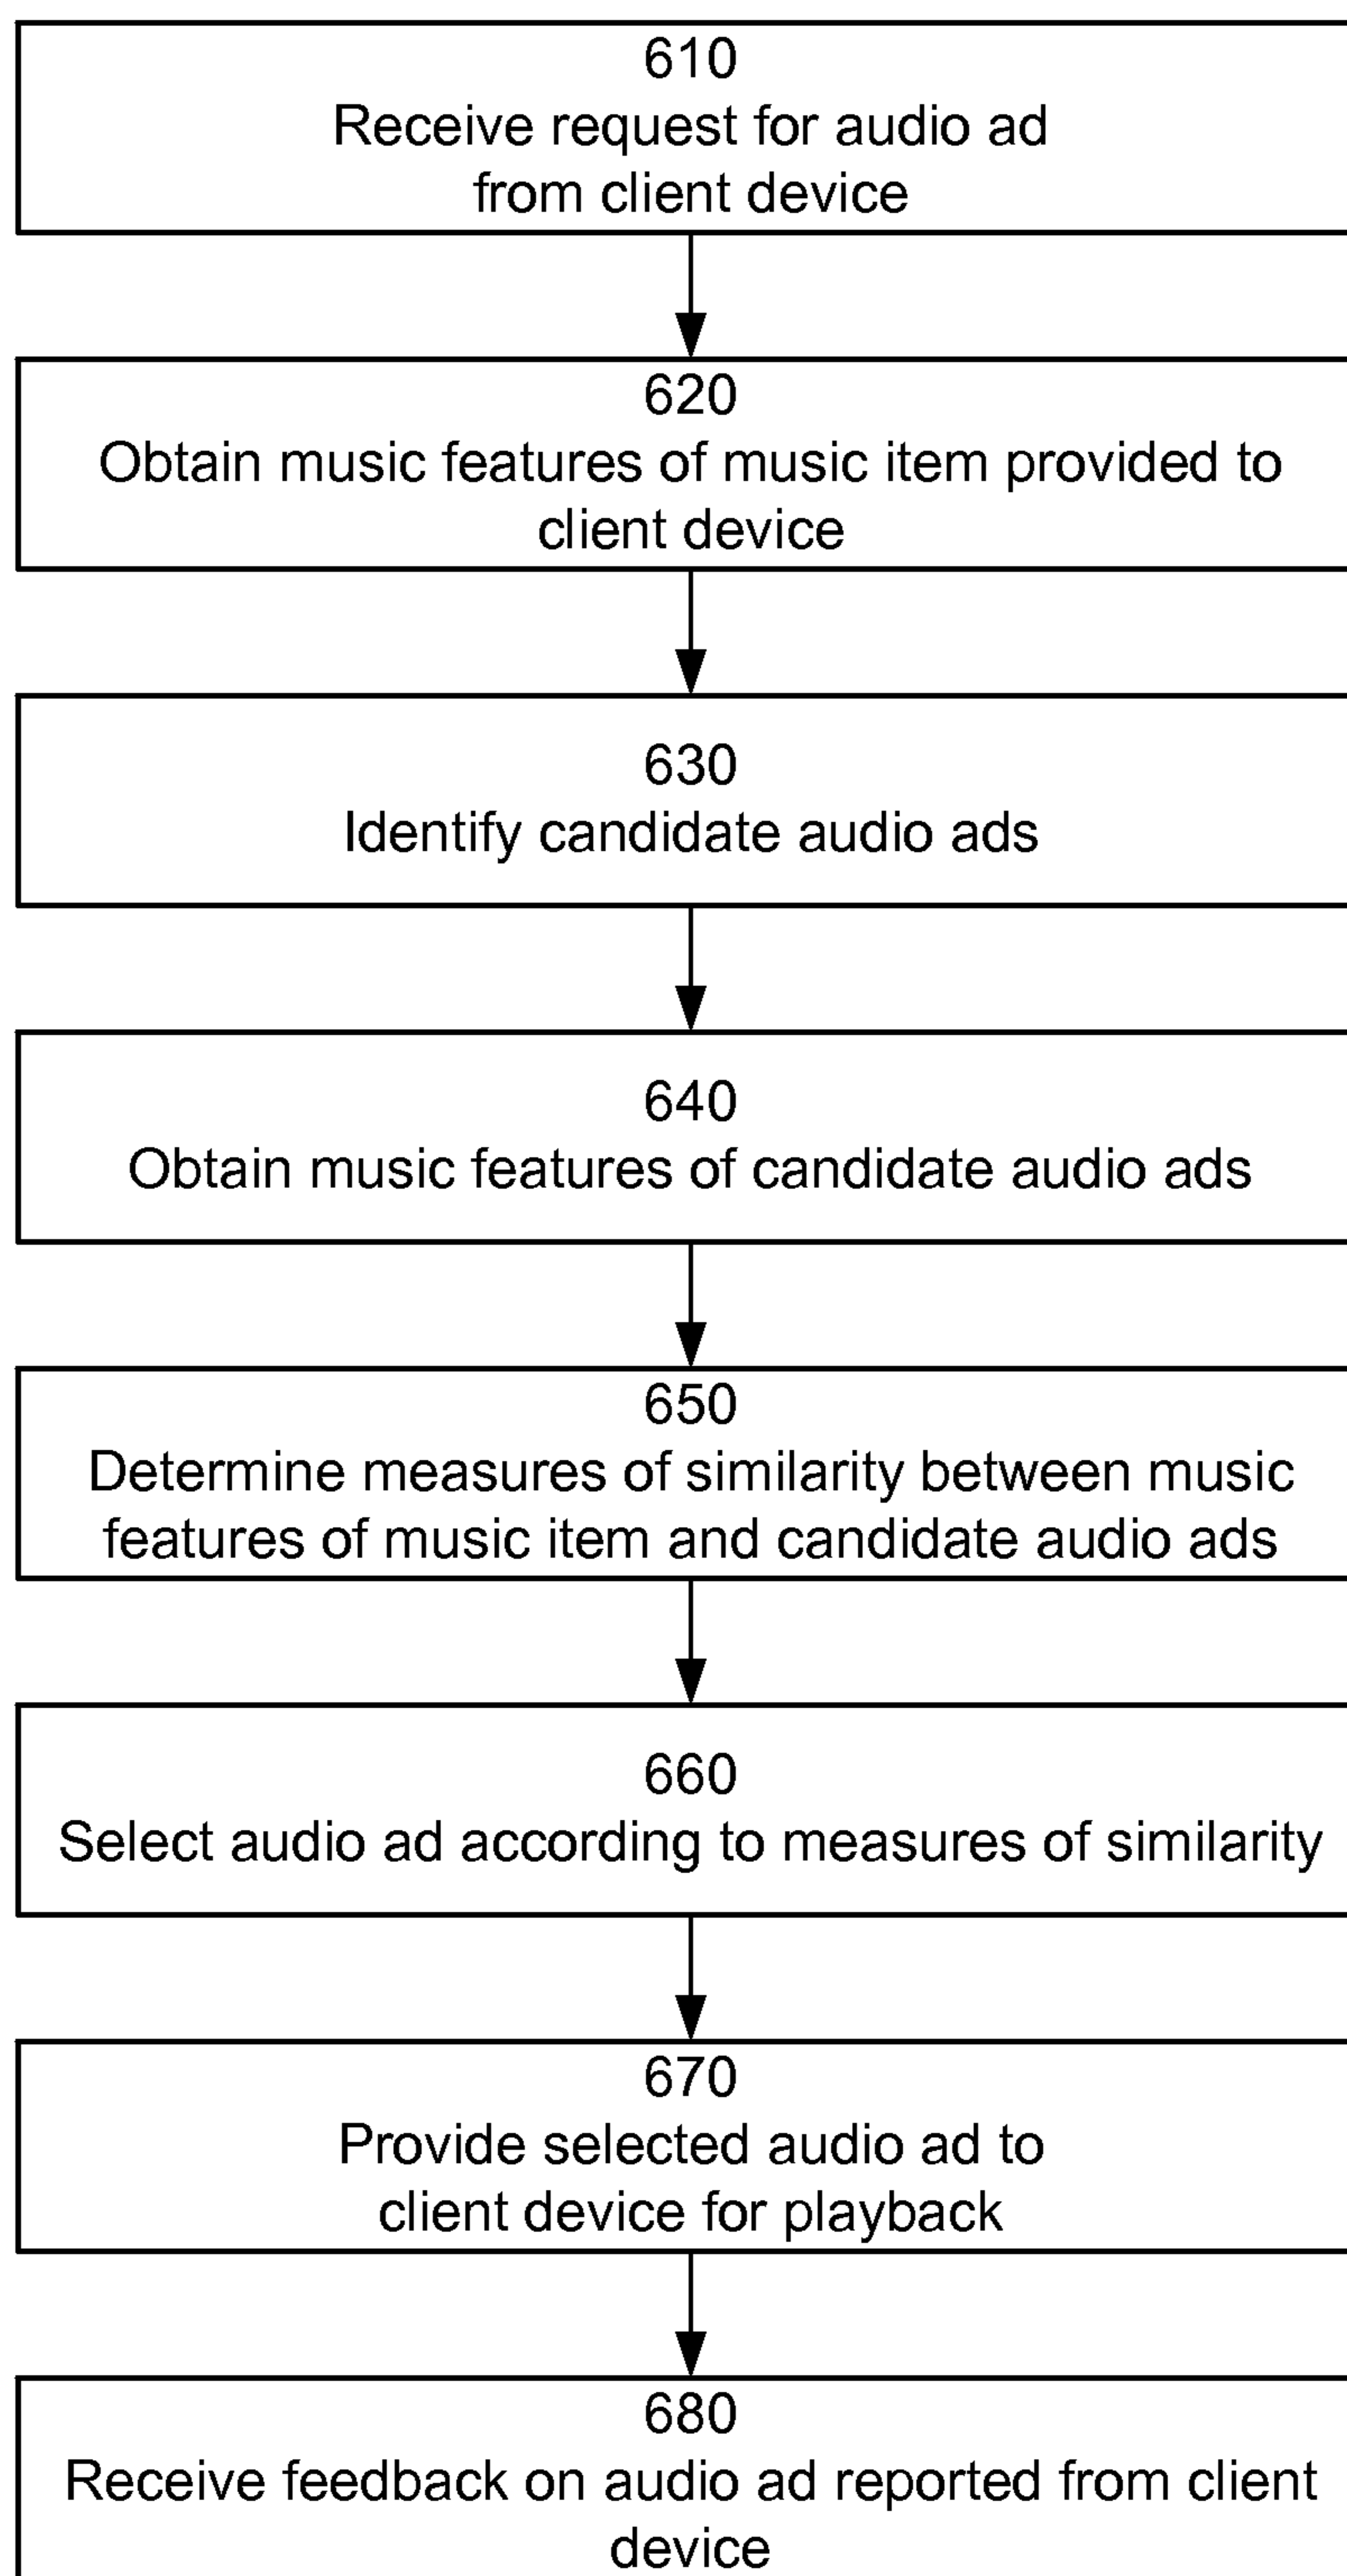 610
Receive request for audio ad
from client device
620
Obtain music features of music item provided to
client device
630
Identify candidate audio ads
640
Obtain music features of candidate audio ads
650
Determine measures of similarity between music
features of music item and candidate audio ads
660
Select audio ad according to measures of similarity
670
Provide selected audio ad to
client device for playback
680
Receive feedback on audio ad reported from client
device